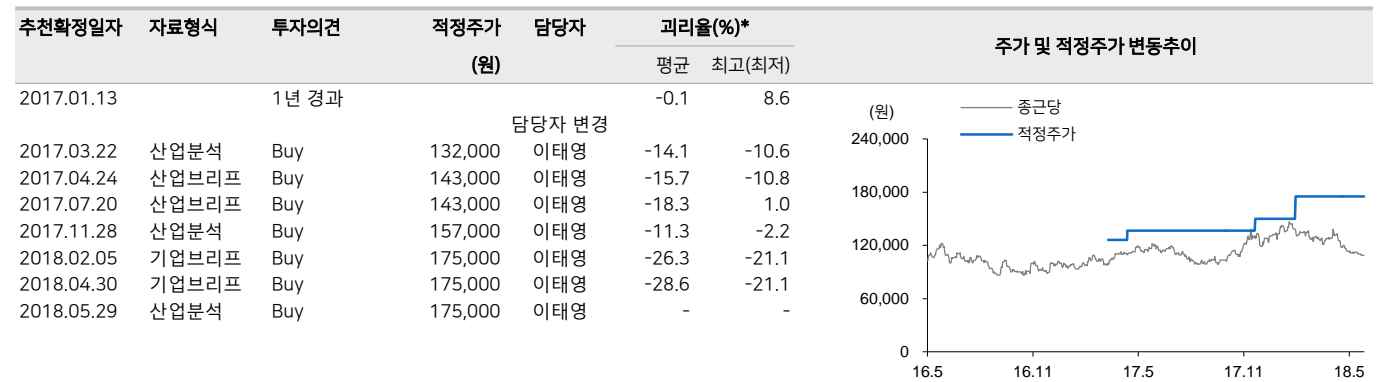 추천확정일자 자료형식 투자의견 적정주가 담당자 괴리율(%)* 주가 및 적정주가 변동추이
(원) 평균 최고(최저)
2017.01.13 1년 경과 -0.1 8.6
담당자 변경
2017.03.22 산업분석 Buy 132,000 이태영 -14.1 -10.6
2017.04.24 산업브리프 Buy 143,000 이태영 -15.7 -10.8
2017.07.20 산업브리프 Buy 143,000 이태영 -18.3 1.0
2017.11.28 산업분석 Buy 157,000 이태영 -11.3 -2.2
2018.02.05 기업브리프 Buy 175,000 이태영 -26.3 -21.1
2018.04.30 기업브리프 Buy 175,000 이태영 -28.6 -21.1
2018.05.29 산업분석 Buy 175,000 이태영 - -
(원)
종근당
적정주가
240,000
180,000
120,000
60,000
0
16.5 16.11 17.5 17.11 18.5